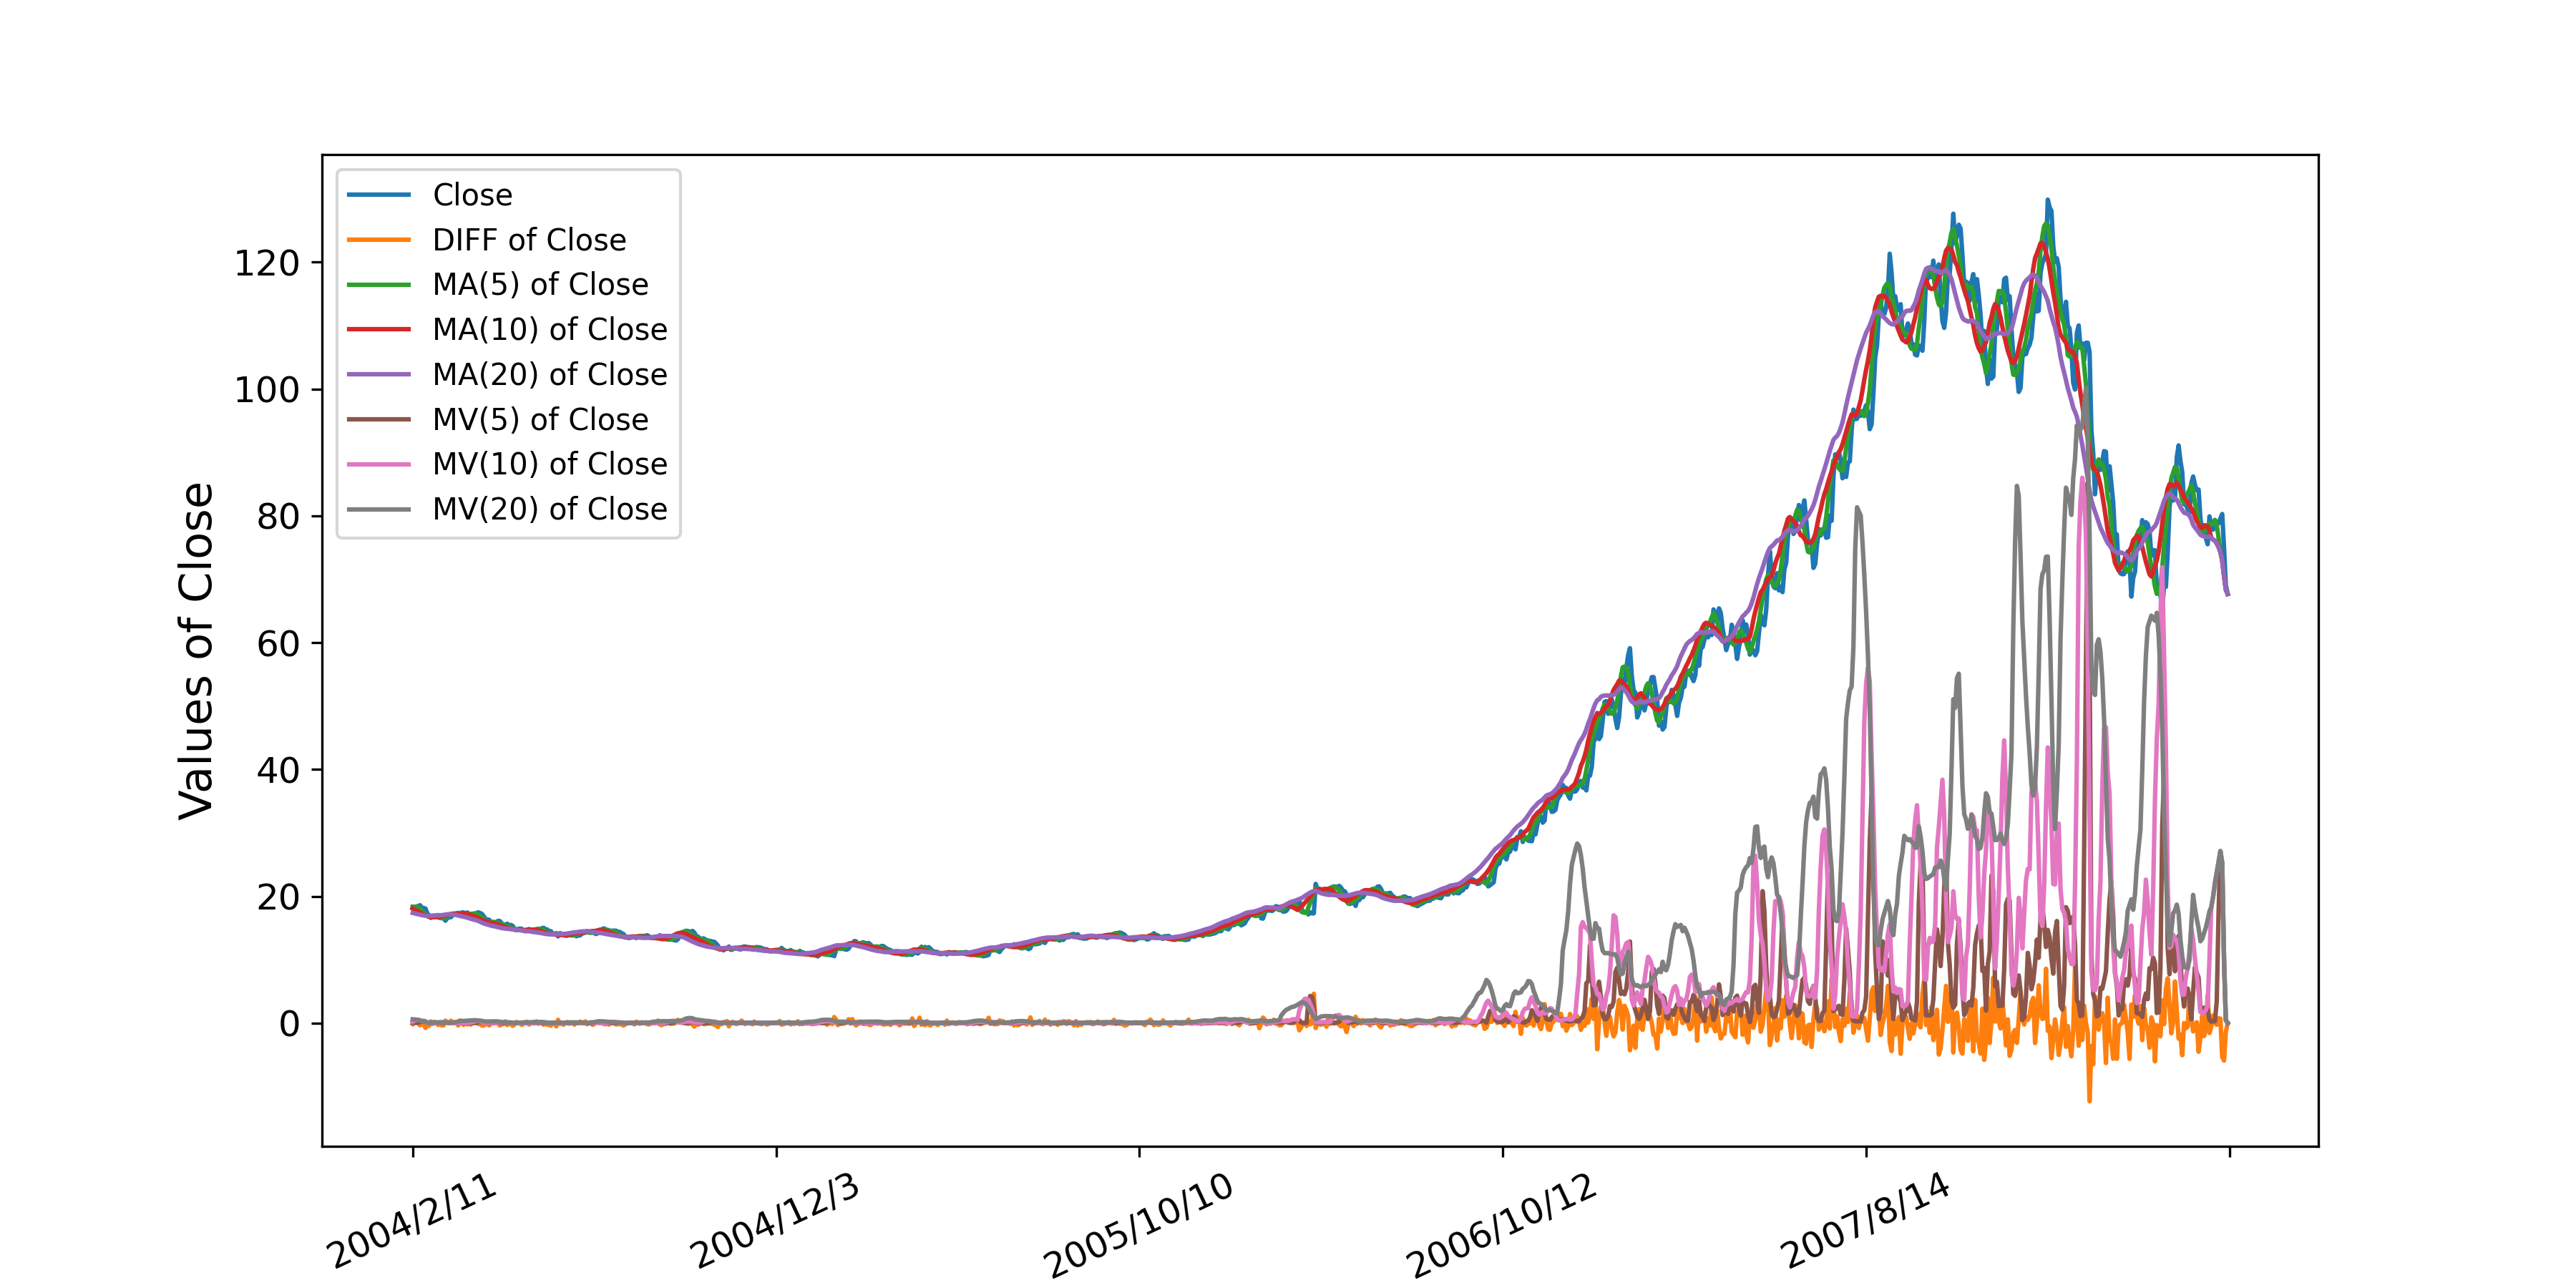 Close
DIFF of Close
MA(5) of Close
MA(10) of Close
MA(20) of Close
MV(5) of Close
MV(10) of Close
MV(20) of Close
Values of Close
120
100
80
60
40
20
0
2004/2/11
2004/12/3
2005/10/10
2006/10/12
2007/8/14